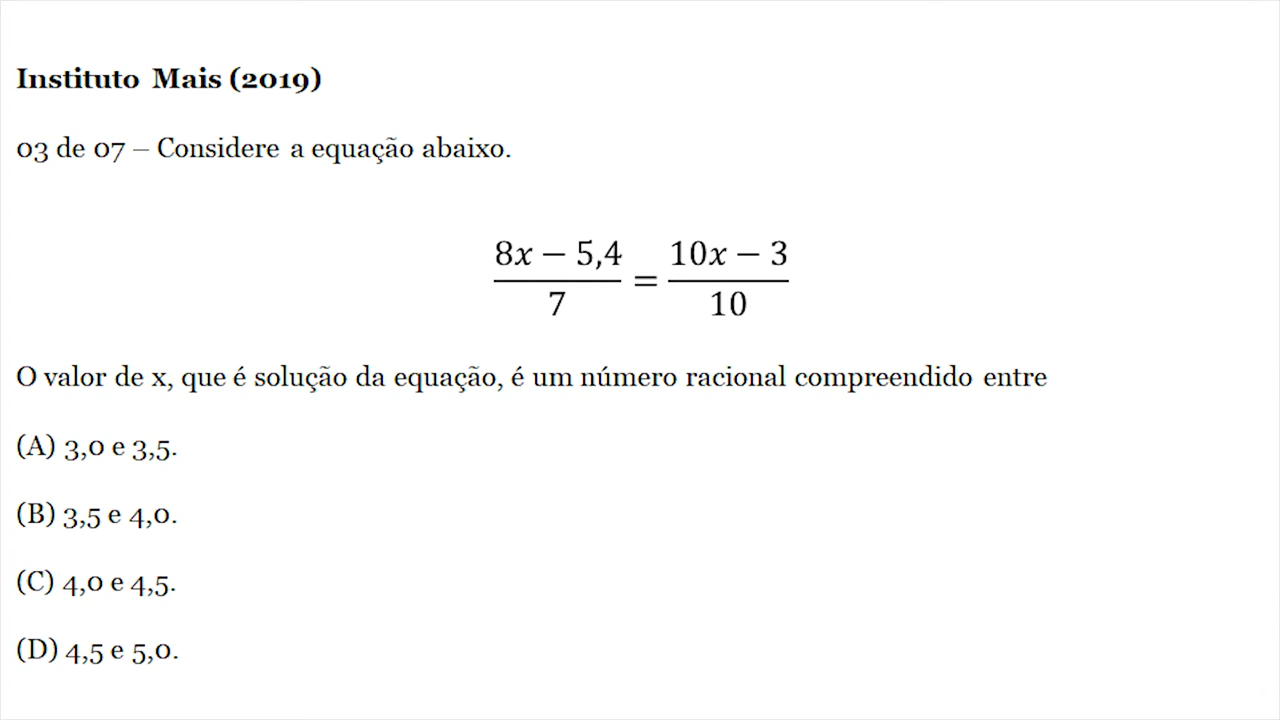 Instituto Mais (2019)
03 de 07 – Considere a equação abaixo.
8x − 5,4 / 7 = 10x − 3 / 10
O valor de x, que é solução da equação, é um número racional compreendido entre
(A) 3,0 e 3,5.
(B) 3,5 e 4,0.
(C) 4,0 e 4,5.
(D) 4,5 e 5,0.